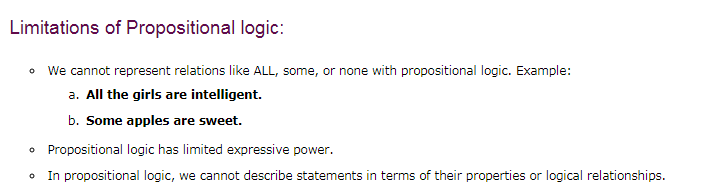 Limitations of Propositional logic:
○ We cannot represent relations like ALL, some, or none with propositional logic. Example:
a. All the girls are intelligent.
b. Some apples are sweet.
○ Propositional logic has limited expressive power.
○ In propositional logic, we cannot describe statements in terms of their properties or logical relationships.